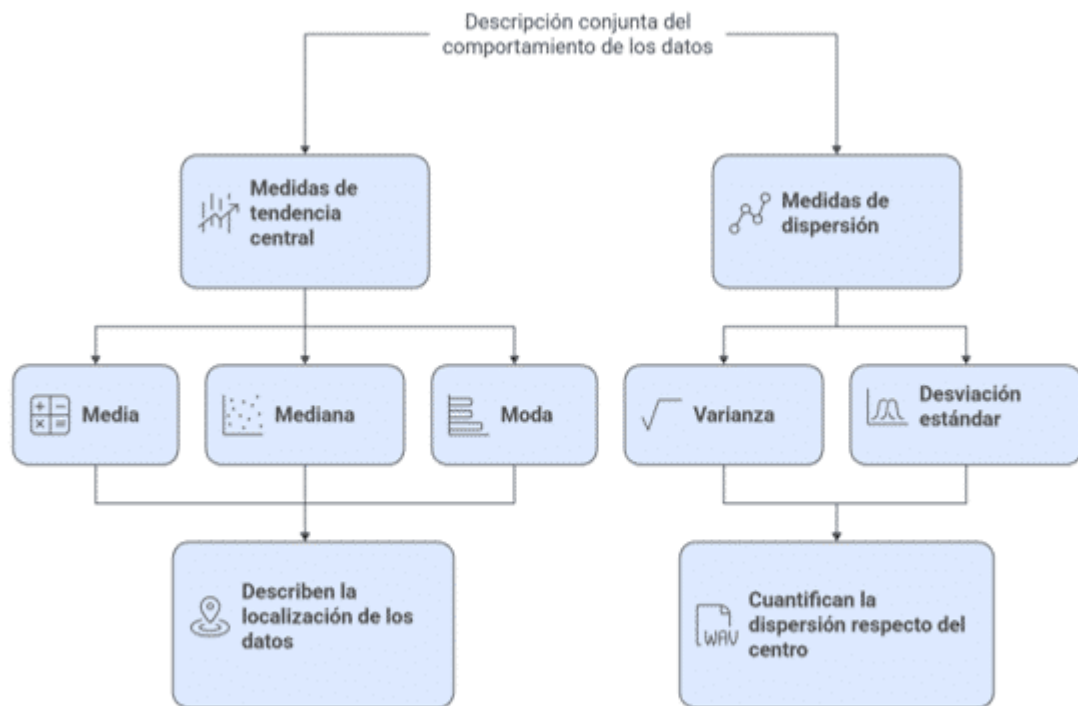 Descripción conjunta del
comportamiento de los datos
Medidas de
tendencia
central
Medidas de
dispersión
Media
Mediana
Moda
Varianza
Desviación
estándar
Describen la
localización de los
datos
Cuantifican la
dispersión respecto del
centro
WAV